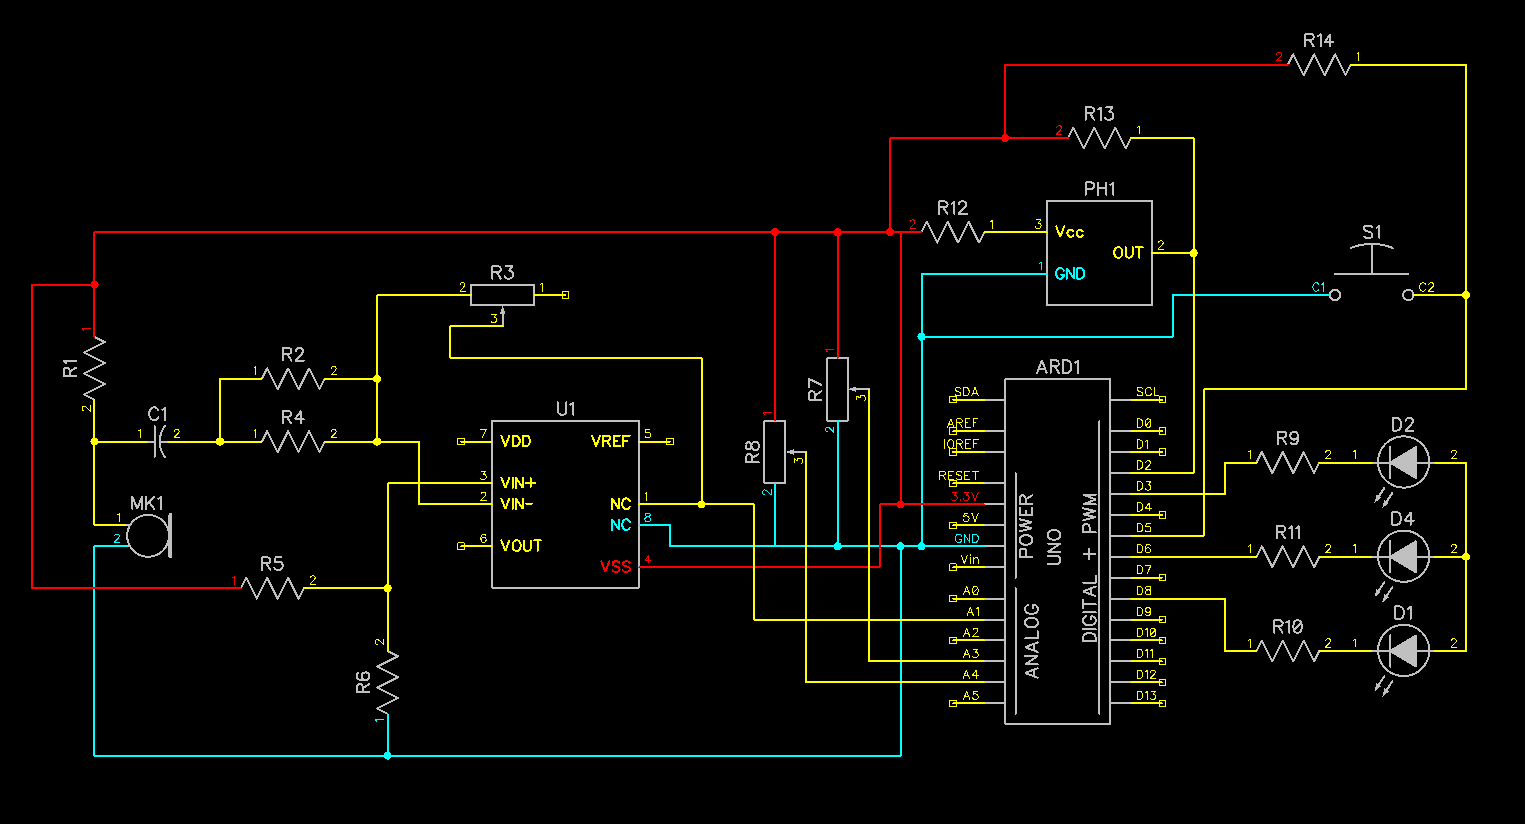 R14
2 1
R13
2 1
PH1
R12
2 1 3 Vcc
OUT 2
1 GND
S1
C1 C2
R3
2 1
3
1
R1
2
R2
1 2
C1
1 2
R4
1 2
MK1
1
2
R5
1 2
2
R6
1
U1
7 VDD VREF 5
3 VIN+
2 VIN- NC 1
NC 8
6 VOUT
VSS 4
1
R7
3
2
1
R8
3
2
ARD1
SDA
AREF
IOREF
RESET
3.3V
5V
GND
Vin
A0
A1
A2
A3
A4
A5
POWER
ANALOG
UNO
DIGITAL + PWM
SCL
D0
D1
D2
D3
D4
D5
D6
D7
D8
D9
D10
D11
D12
D13
R9
1 2
D2
1 2
R11
1 2
D4
1 2
R10
1 2
D1
1 2